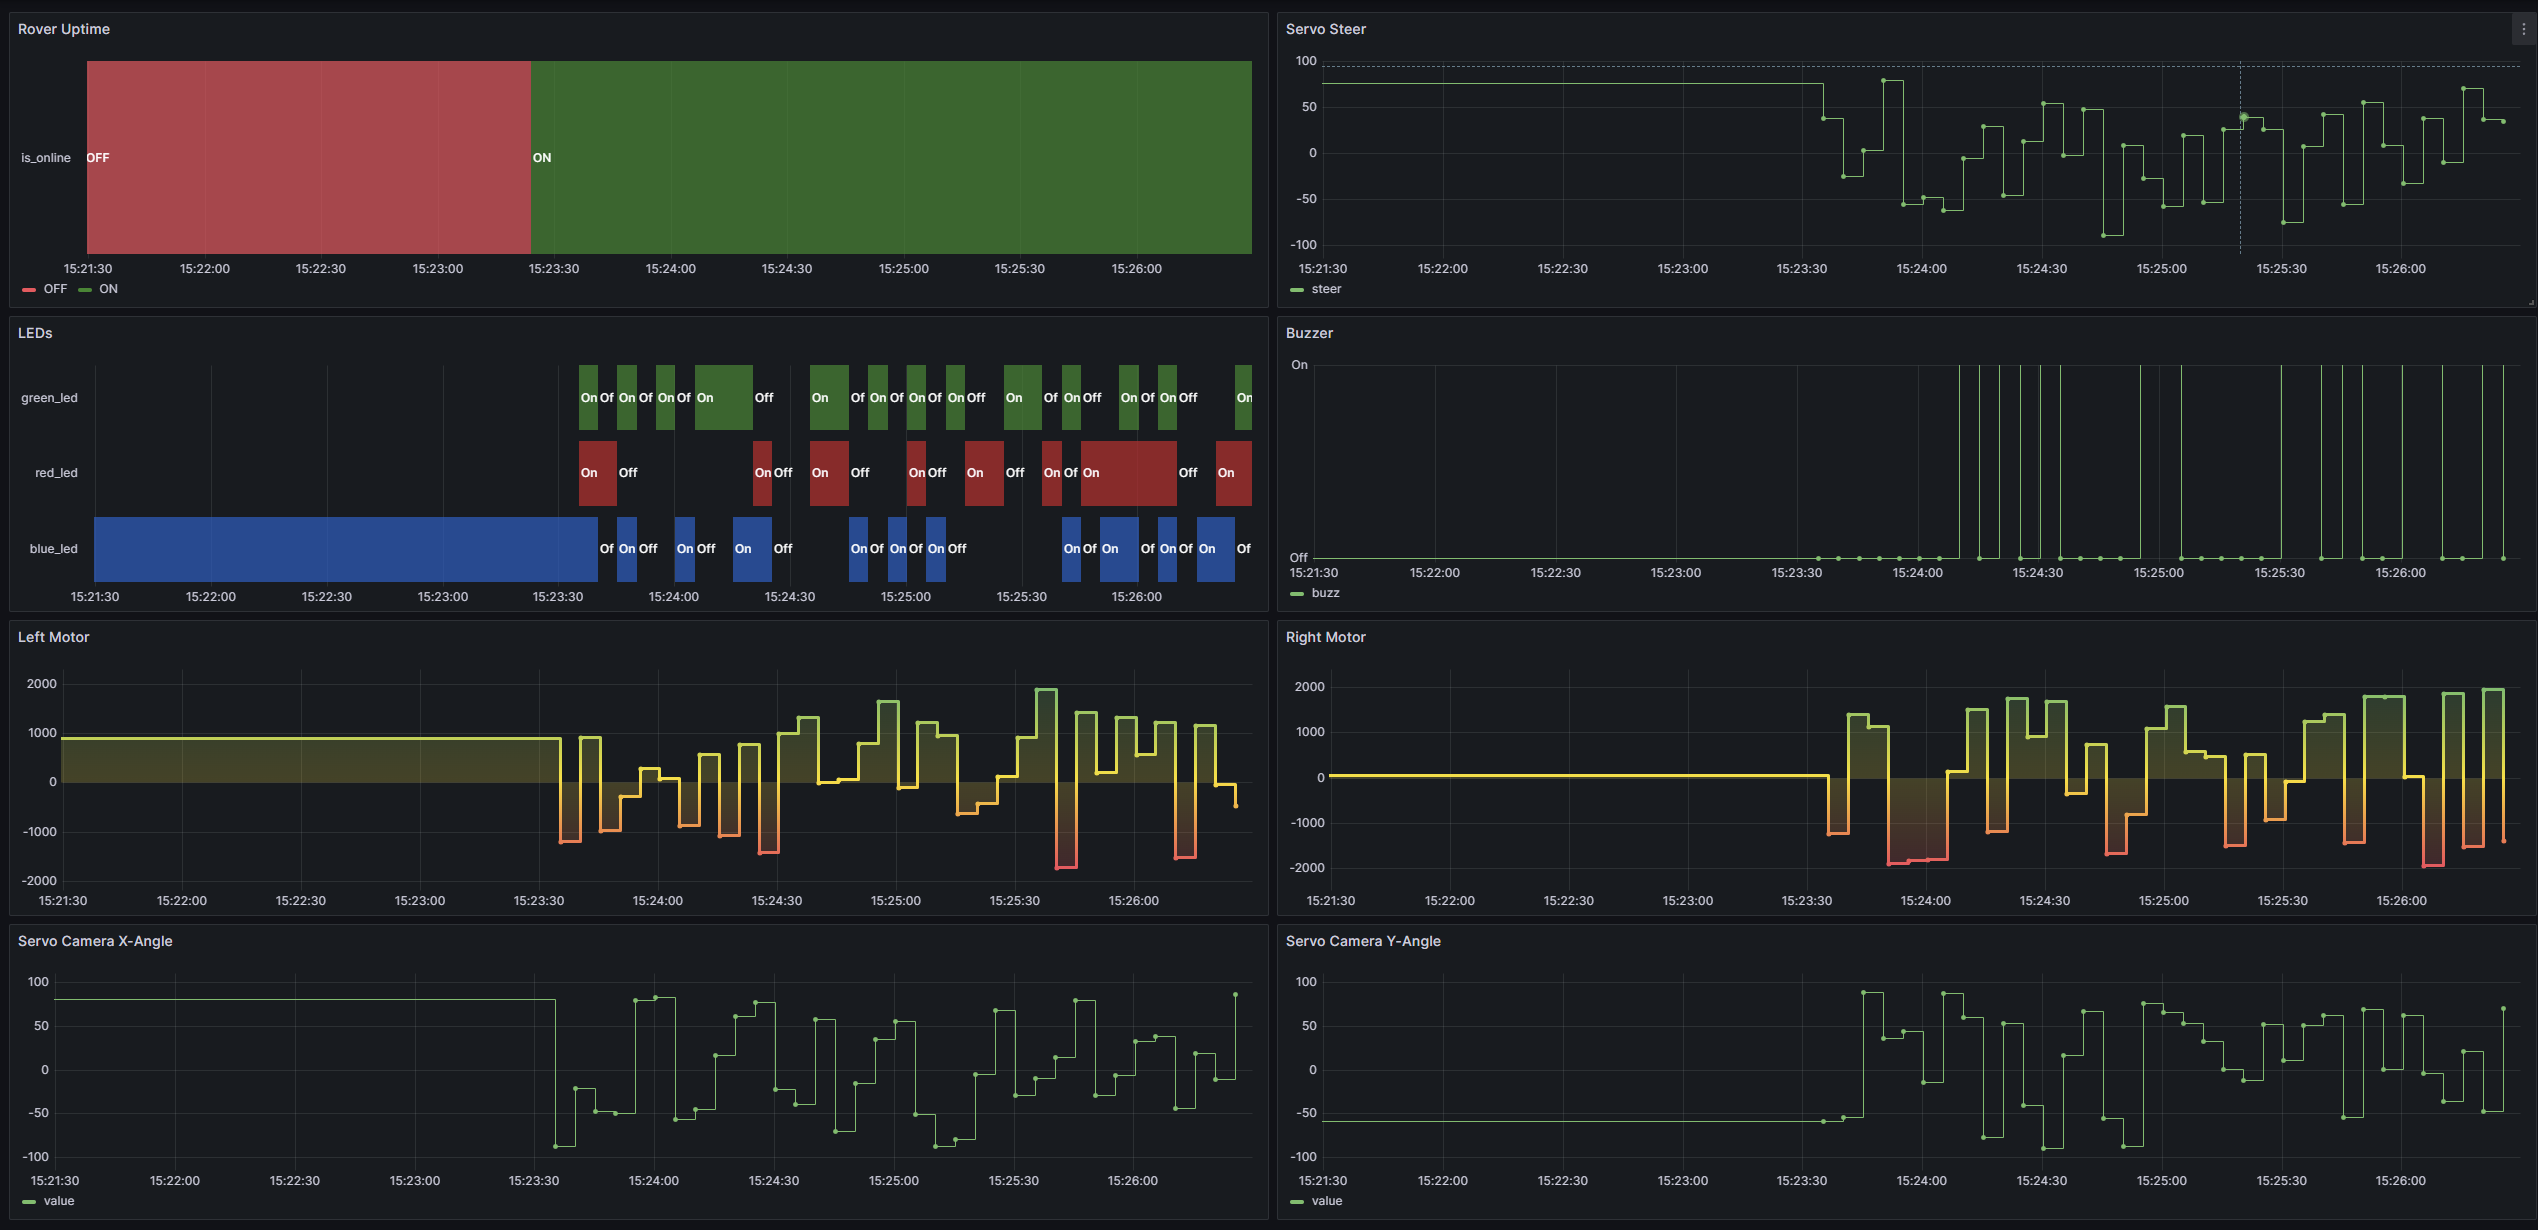 Rover Uptime
is_online
OFF
ON
15:21:30 15:22:00 15:22:30 15:23:00 15:23:30 15:24:00 15:24:30 15:25:00 15:25:30 15:26:00
OFF ON
Servo Steer
100
50
0
-50
-100
15:21:30 15:22:00 15:22:30 15:23:00 15:23:30 15:24:00 15:24:30 15:25:00 15:25:30 15:26:00
steer
LEDs
green_led On Of On Of On Of On Off On Of On Of On Of On Off On Of On Off On Of On Off On
red_led On Off On Off On Off On Off On Off On Of On Off On
blue_led Of On Off On Off On Off On Of On Of On Off On Of On Of On Of On Of
15:21:30 15:22:00 15:22:30 15:23:00 15:23:30 15:24:00 15:24:30 15:25:00 15:25:30 15:26:00
Buzzer
On
Off
15:21:30 15:22:00 15:22:30 15:23:00 15:23:30 15:24:00 15:24:30 15:25:00 15:25:30 15:26:00
buzz
Left Motor
2000
1000
0
-1000
-2000
15:21:30 15:22:00 15:22:30 15:23:00 15:23:30 15:24:00 15:24:30 15:25:00 15:25:30 15:26:00
Right Motor
2000
1000
0
-1000
-2000
15:21:30 15:22:00 15:22:30 15:23:00 15:23:30 15:24:00 15:24:30 15:25:00 15:25:30 15:26:00
Servo Camera X-Angle
100
50
0
-50
-100
15:21:30 15:22:00 15:22:30 15:23:00 15:23:30 15:24:00 15:24:30 15:25:00 15:25:30 15:26:00
value
Servo Camera Y-Angle
100
50
0
-50
-100
15:21:30 15:22:00 15:22:30 15:23:00 15:23:30 15:24:00 15:24:30 15:25:00 15:25:30 15:26:00
value